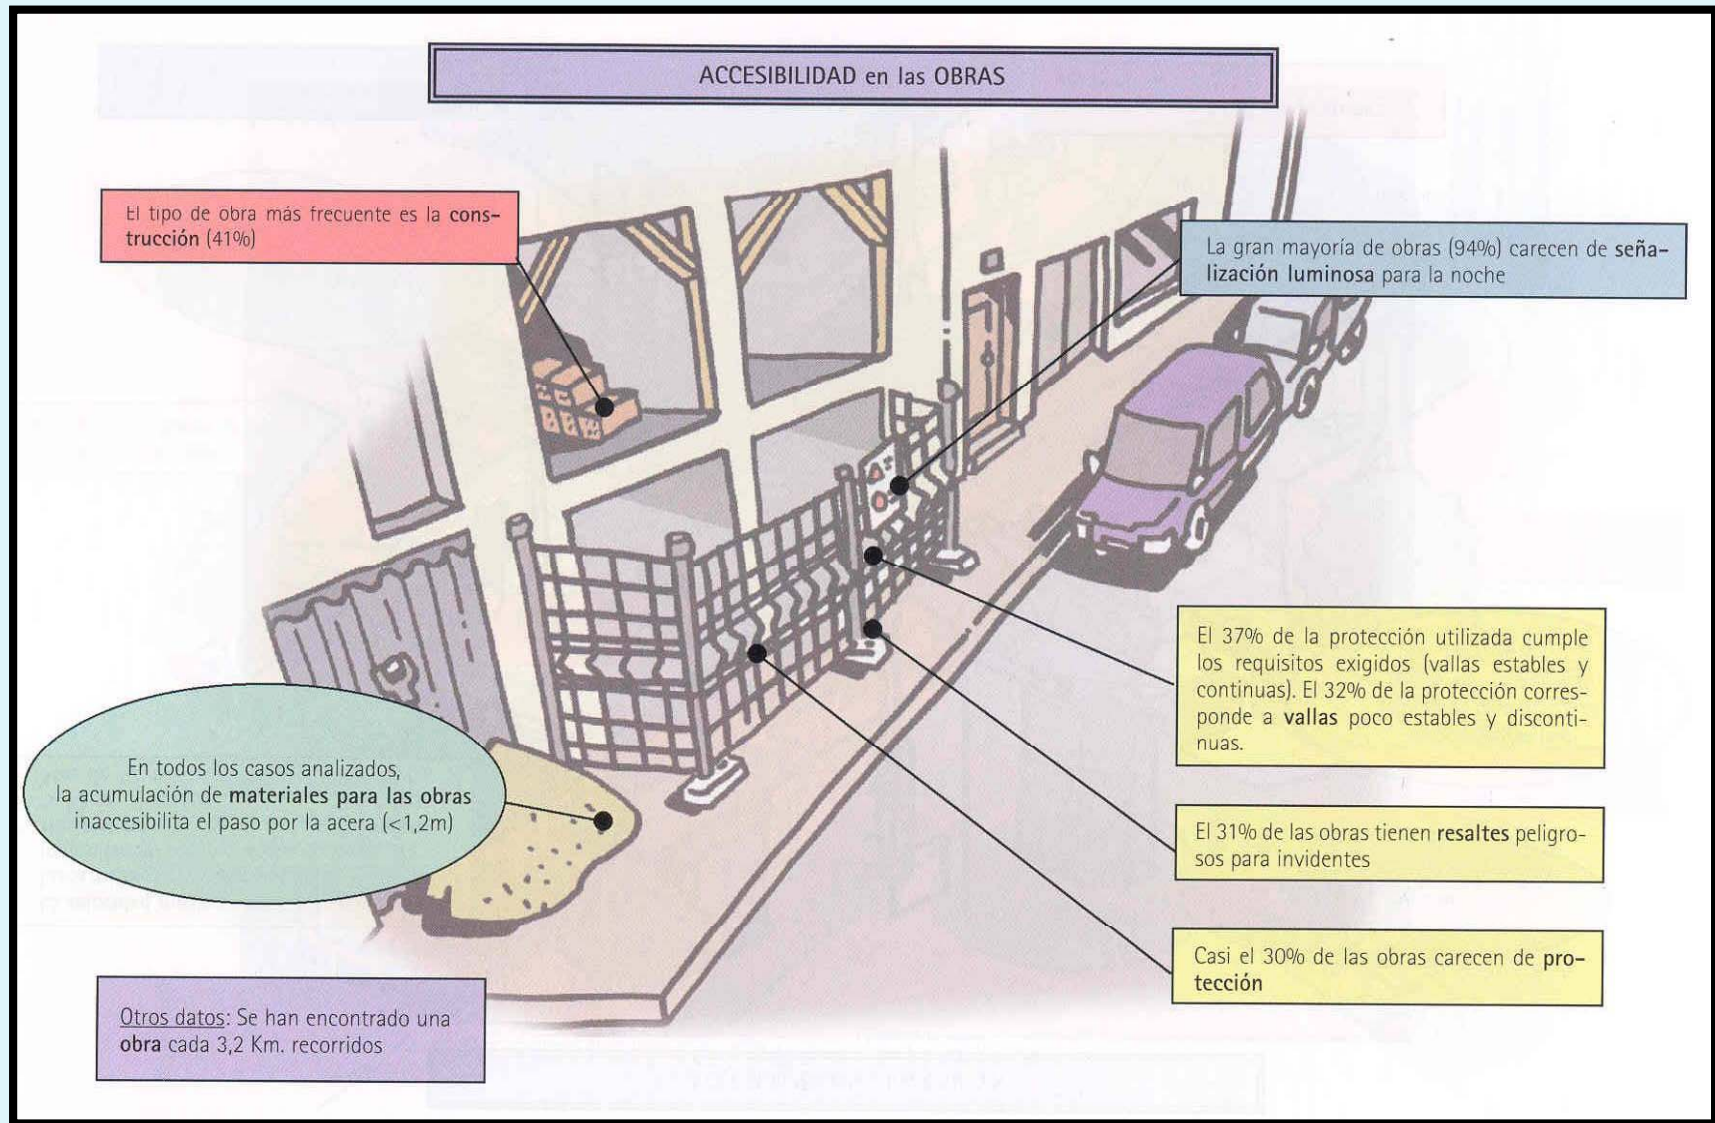 ACCESIBILIDAD en las OBRAS
El tipo de obra más frecuente es la cons-
trucción (41%)
La gran mayoría de obras (94%) carecen de seña-
lización luminosa para la noche
El 37% de la protección utilizada cumple
los requisitos exigidos (vallas estables y
continuas). El 32% de la protección corres-
ponde a vallas poco estables y disconti-
nuas.
En todos los casos analizados,
la acumulación de materiales para las obras
inaccesibilita el paso por la acera (<1,2m)
El 31% de las obras tienen resaltes peligro-
sos para invidentes
Casi el 30% de las obras carecen de pro-
tección
Otros datos: Se han encontrado una
obra cada 3,2 Km. recorridos